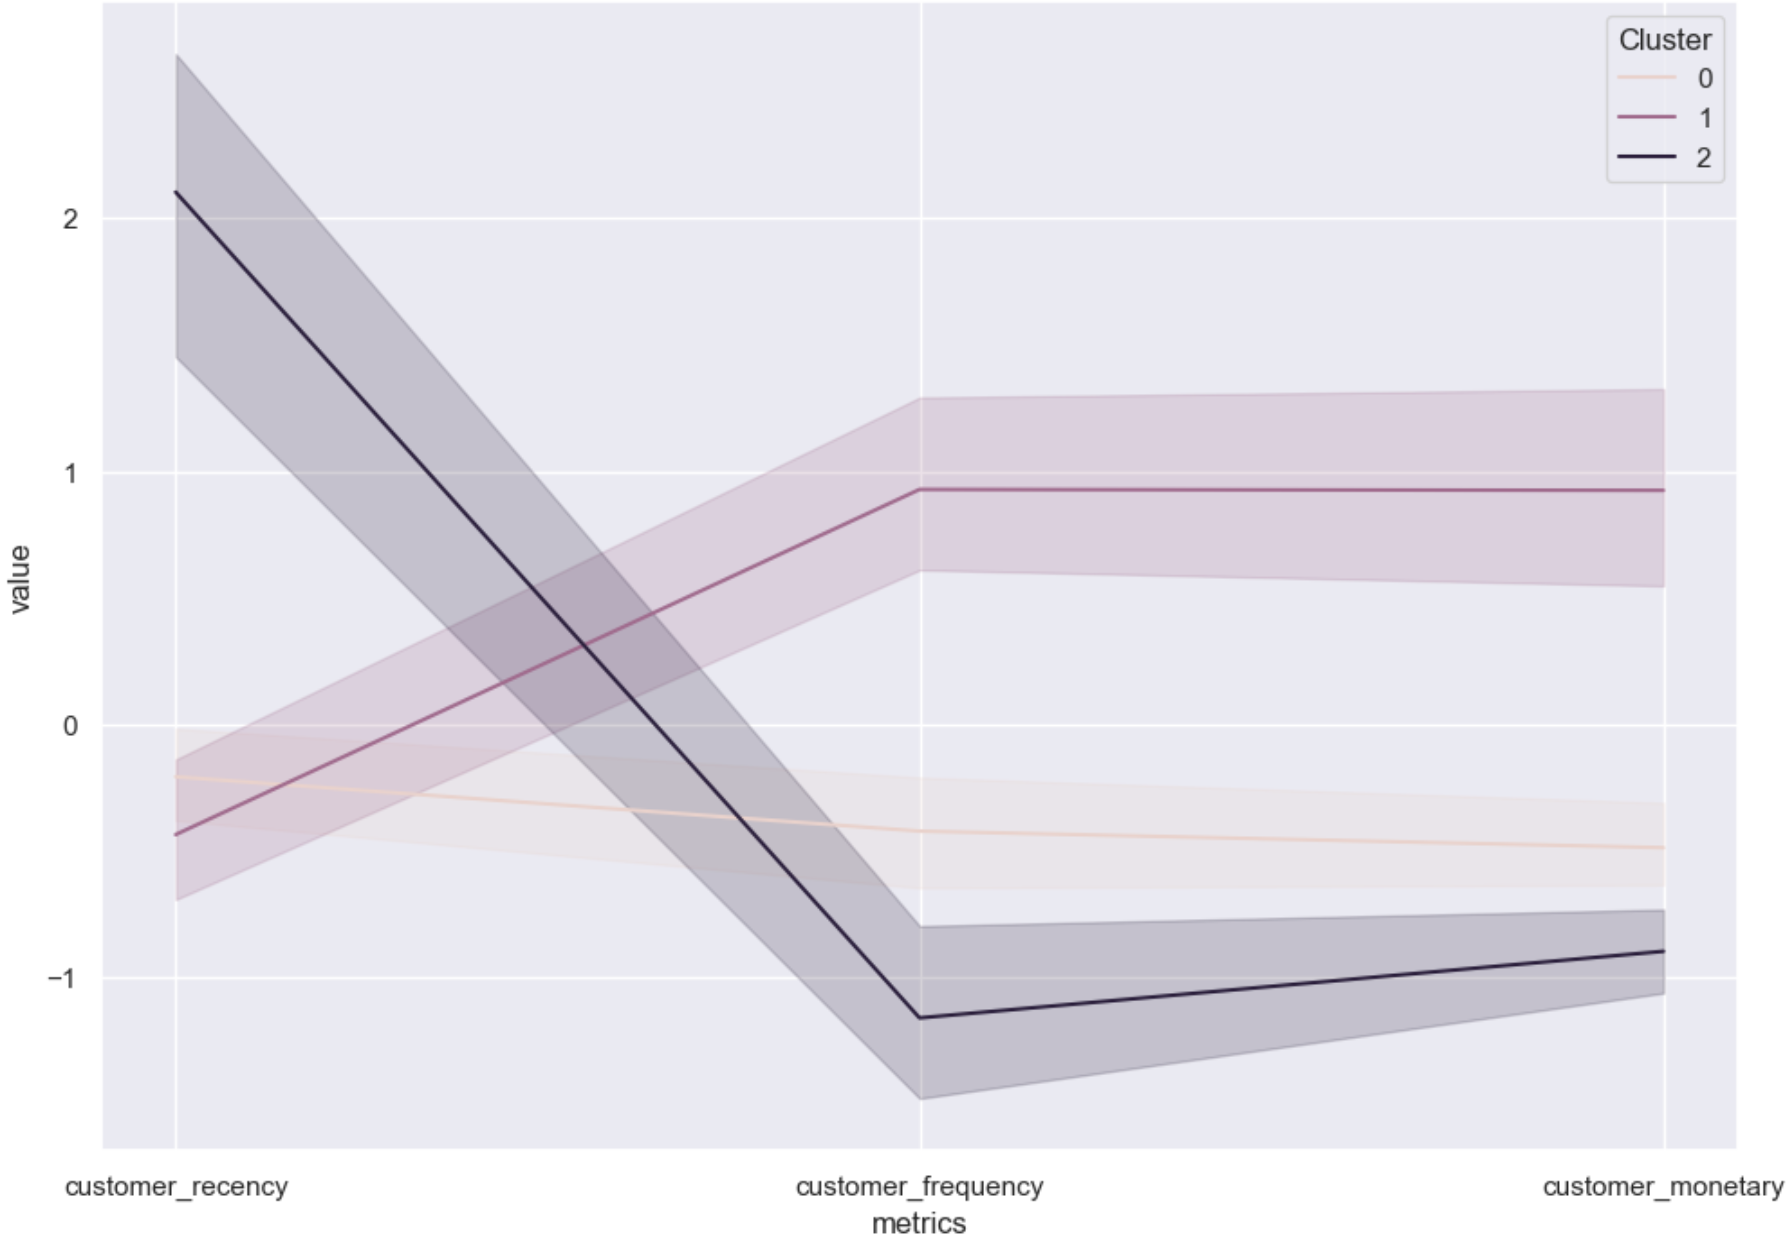 Cluster
0
1
2
2
1
0
−1
value
customer_recency
customer_frequency
customer_monetary
metrics